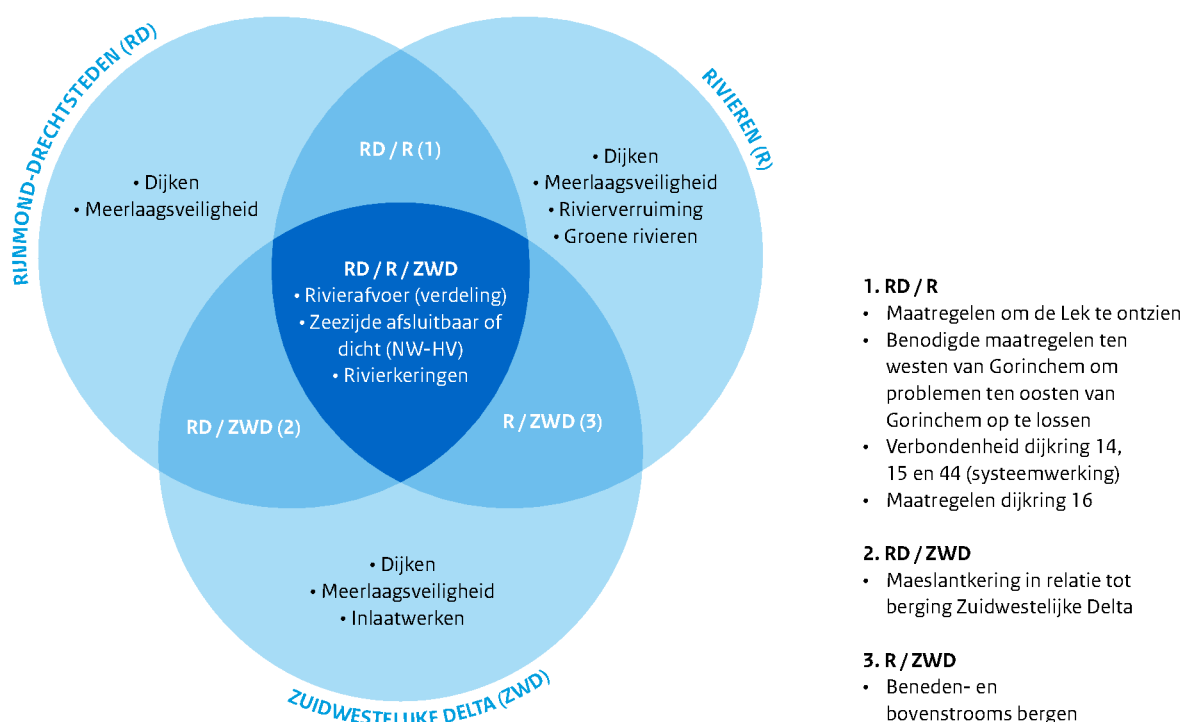 RIJNMOND-DRECHTSTEDEN (RD)
RIVIEREN (R)
RD / R (1)
• Dijken
• Meerlaagsveiligheid
• Dijken
• Meerlaagsveiligheid
• Rivierverruiming
• Groene rivieren
RD / R / ZWD
• Rivierafvoer (verdeling)
• Zeezijde afsluitbaar of
dicht (NW-HV)
• Rivierkeringen
RD / ZWD (2)
R / ZWD (3)
• Dijken
• Meerlaagsveiligheid
• Inlaatwerken
ZUIDWESTELIJKE DELTA (ZWD)
1. RD / R
• Maatregelen om de Lek te ontzien
• Benodigde maatregelen ten
westen van Gorinchem om
problemen ten oosten van
Gorinchem op te lossen
• Verbondenheid dijkring 14,
15 en 44 (systeemwerking)
• Maatregelen dijkring 16
2. RD / ZWD
• Maeslantkering in relatie tot
berging Zuidwestelijke Delta
3. R / ZWD
• Beneden- en
bovenstrooms bergen